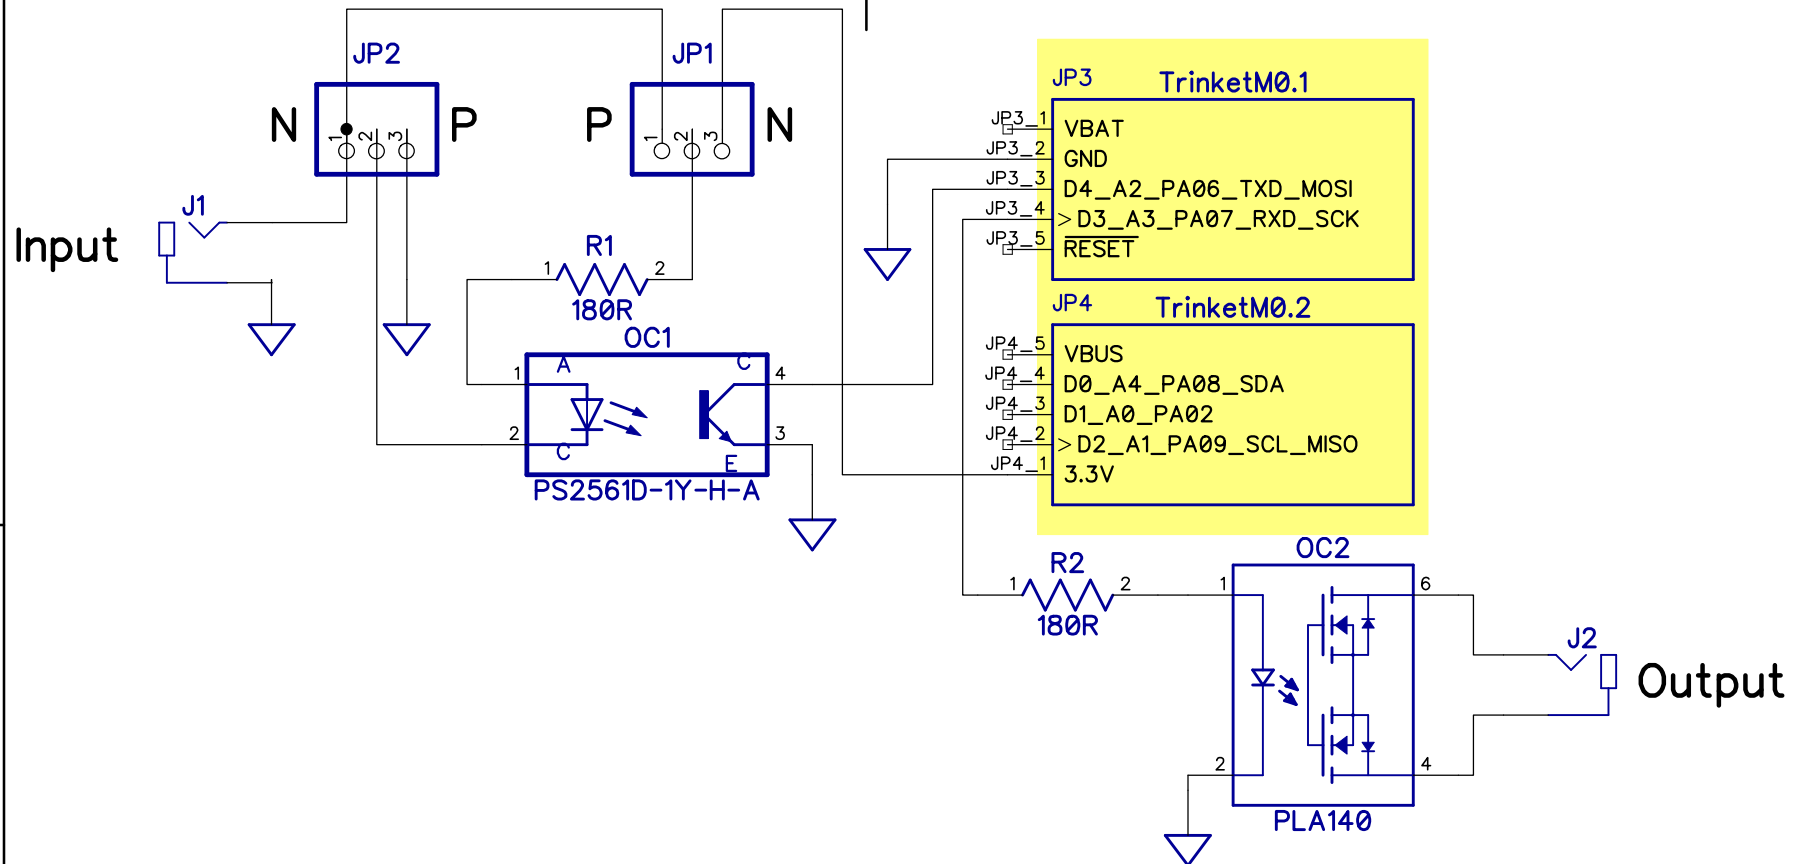 JP2
N
1
2
3
P
JP1
P
1
2
3
N
J1
Input
R1
1
2
180R
OC1
1
A
C
4
2
C
E
3
PS2561D-1Y-H-A
JP3
TrinketM0.1
JP3_1
VBAT
JP3_2
GND
JP3_3
D4_A2_PA06_TXD_MOSI
JP3_4
>D3_A3_PA07_RXD_SCK
JP3_5
RESET
JP4
TrinketM0.2
JP4_5
VBUS
JP4_4
D0_A4_PA08_SDA
JP4_3
D1_A0_PA02
JP4_2
>D2_A1_PA09_SCL_MISO
JP4_1
3.3V
R2
1
2
180R
OC2
1
6
2
4
PLA140
J2
Output